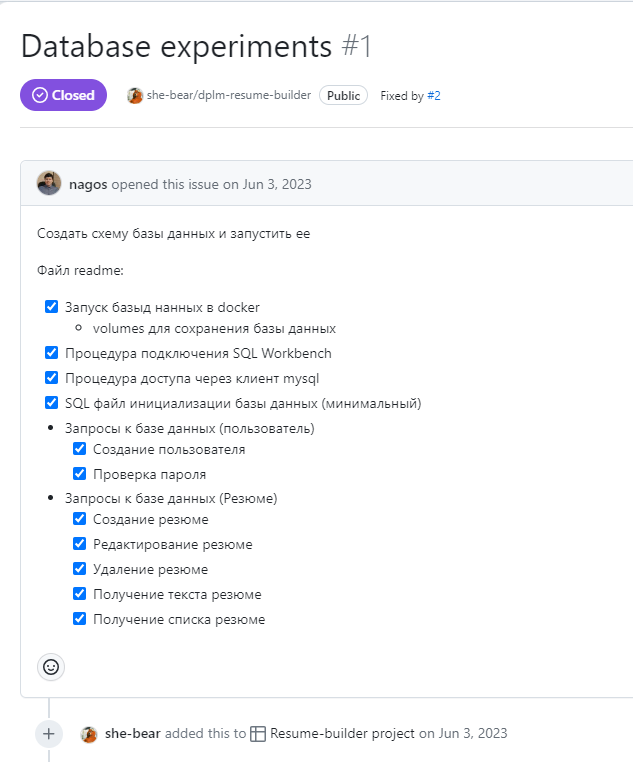 Database experiments #1
Closed she-bear/dplm-resume-builder Public Fixed by #2
nagos opened this issue on Jun 3, 2023
Создать схему базы данных и запустить ее
Файл readme:
Запуск базыд нанных в docker
volumes для сохранения базы данных
Процедура подключения SQL Workbench
Процедура доступа через клиент mysql
SQL файл инициализации базы данных (минимальный)
Запросы к базе данных (пользователь)
Создание пользователя
Проверка пароля
Запросы к базе данных (Резюме)
Создание резюме
Редактирование резюме
Удаление резюме
Получение текста резюме
Получение списка резюме
she-bear added this to Resume-builder project on Jun 3, 2023